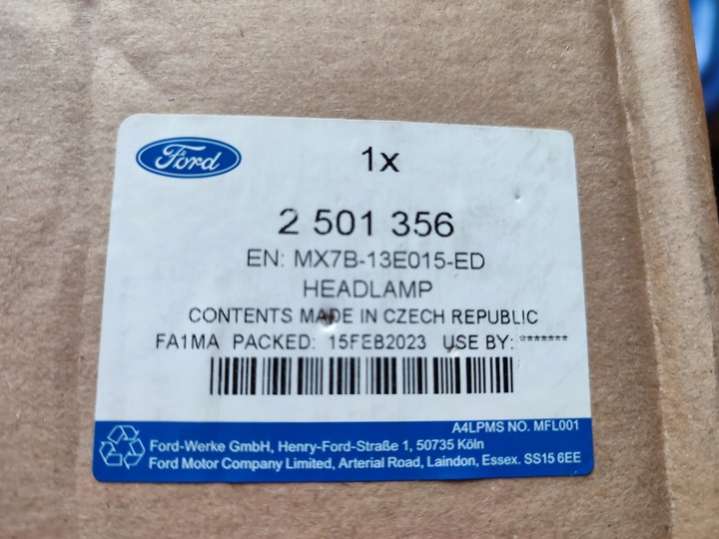 Ford
1x
2 501 356
EN: MX7B-13E015-ED
HEADLAMP
CONTENTS MADE IN CZECH REPUBLIC
FA1MA PACKED: 15FEB2023 USE BY: *******
A4LPMS NO. MFL001
Ford-Werke GmbH, Henry-Ford-Straße 1, 50735 Köln
Ford Motor Company Limited, Arterial Road, Laindon, Essex. SS15 6EE